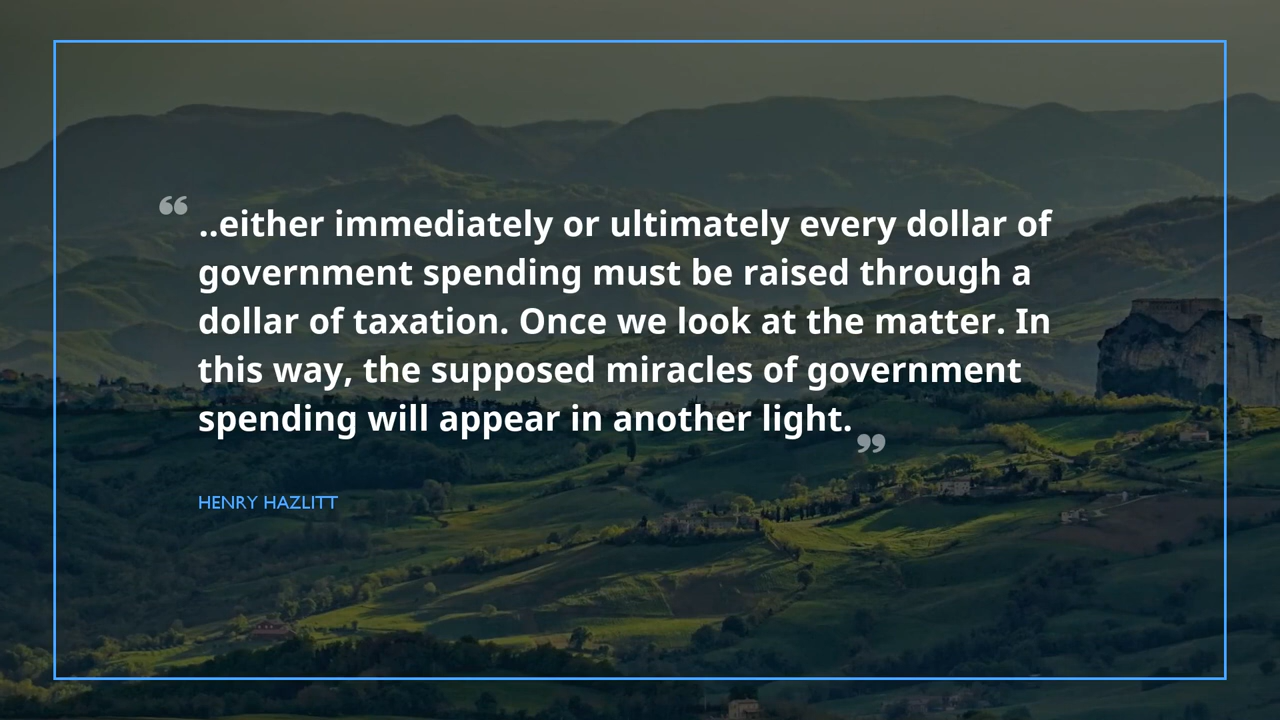 “ ..either immediately or ultimately every dollar of
government spending must be raised through a
dollar of taxation. Once we look at the matter. In
this way, the supposed miracles of government
spending will appear in another light. ”
HENRY HAZLITT